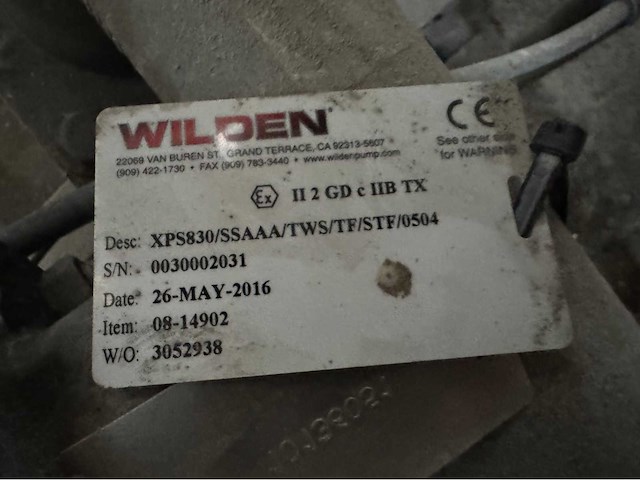 WILDEN
22069 VAN BUREN ST., GRAND TERRACE, CA 92313-5607
(909) 422-1730 • FAX (909) 783-3440 • www.wildenpump.com
CE
See other side
for WARNING
Ex II 2 GD c IIB TX
Desc: XPS830/SSAAA/TWS/TF/STF/0504
S/N: 0030002031
Date: 26-MAY-2016
Item: 08-14902
W/O: 3052938